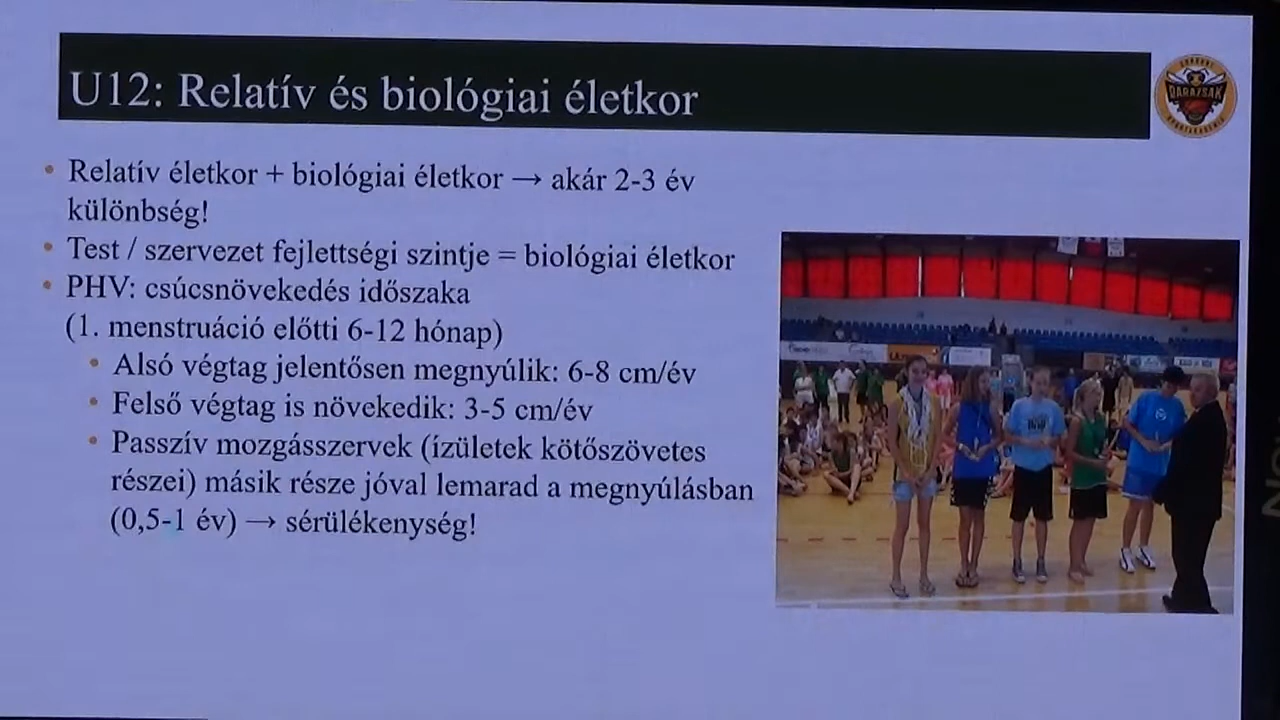 U12: Relatív és biológiai életkor
DARAZSAK
• Relatív életkor + biológiai életkor → akár 2-3 év
különbség!
• Test / szervezet fejlettségi szintje = biológiai életkor
• PHV: csúcsnövekedés időszaka
(1. menstruáció előtti 6-12 hónap)
• Alsó végtag jelentősen megnyúlik: 6-8 cm/év
• Felső végtag is növekedik: 3-5 cm/év
• Passzív mozgásszervek (ízületek kötőszövetes
részei) másik része jóval lemarad a megnyúlásban
(0,5-1 év) → sérülékenység!